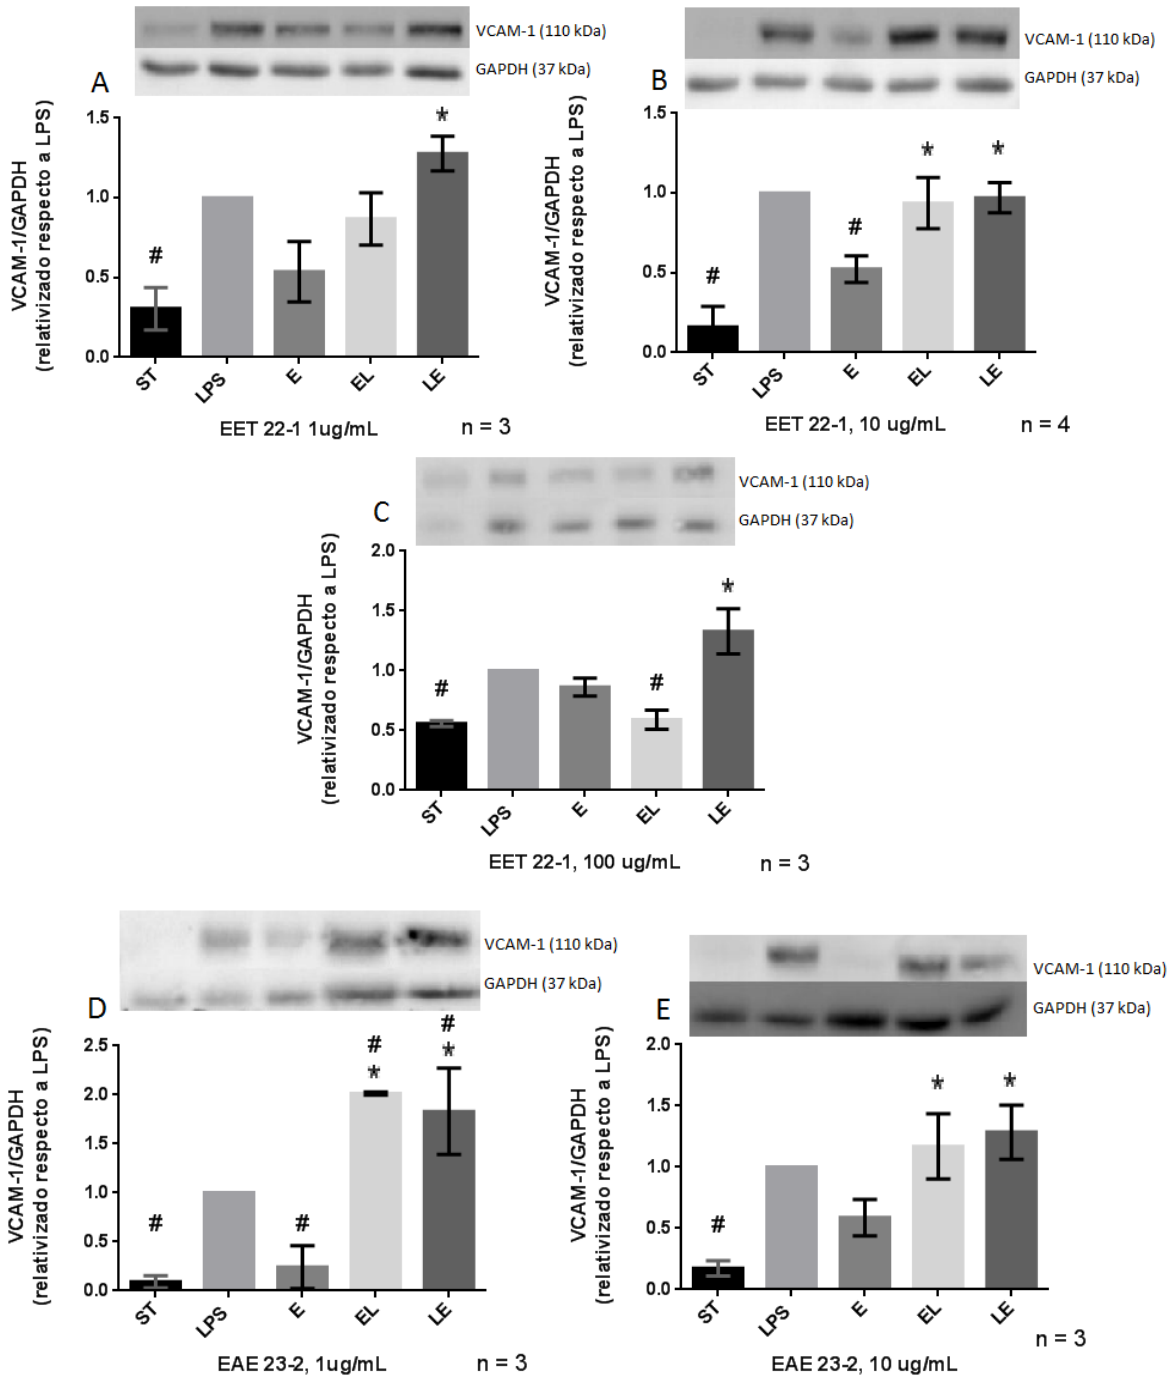 VCAM-1 (110 kDa)
GAPDH (37 kDa)
A
VCAM-1/GAPDH
(relativizado respecto a LPS)
1.5
1.0
0.5
0.0
#
*
ST
LPS
E
EL
LE
EET 22-1 1ug/mL
n = 3
VCAM-1 (110 kDa)
GAPDH (37 kDa)
B
VCAM-1/GAPDH
(relativizado respecto a LPS)
1.5
1.0
0.5
0.0
#
#
*
*
ST
LPS
E
EL
LE
EET 22-1, 10 ug/mL
n = 4
VCAM-1 (110 kDa)
GAPDH (37 kDa)
C
VCAM-1/GAPDH
(relativizado respecto a LPS)
2.0
1.5
1.0
0.5
0.0
#
#
*
ST
LPS
E
EL
LE
EET 22-1, 100 ug/mL
n = 3
VCAM-1 (110 kDa)
GAPDH (37 kDa)
D
VCAM-1/GAPDH
(relativizado respecto a LPS)
2.5
2.0
1.5
1.0
0.5
0.0
#
#
#
*
#
*
ST
LPS
E
EL
LE
EAE 23-2, 1ug/mL
n = 3
VCAM-1 (110 kDa)
GAPDH (37 kDa)
E
VCAM-1/GAPDH
(relativizado respecto a LPS)
2.0
1.5
1.0
0.5
0.0
#
*
*
ST
LPS
E
EL
LE
EAE 23-2, 10 ug/mL
n = 3